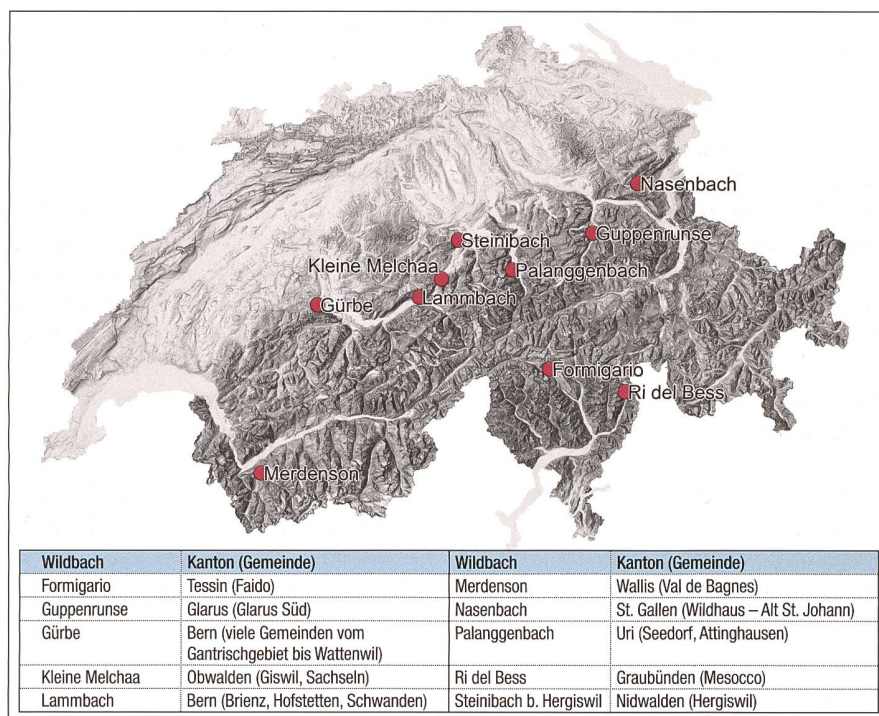 Nasenbach
Steinibach
Guppenrunse
Kleine Melchaa
Palanggenbach
Lammbach
Gürbe
Formigario
Ri del Bess
Merdenson
Wildbach Kanton (Gemeinde) Wildbach Kanton (Gemeinde)
Formigario Tessin (Faido) Merdenson Wallis (Val de Bagnes)
Guppenrunse Glarus (Glarus Süd) Nasenbach St. Gallen (Wildhaus – Alt St. Johann)
Gürbe Bern (viele Gemeinden vom Palanggenbach Uri (Seedorf, Attinghausen)
Gantrischgebiet bis Wattenwil)
Kleine Melchaa Obwalden (Giswil, Sachseln) Ri del Bess Graubünden (Mesocco)
Lammbach Bern (Brienz, Hofstetten, Schwanden) Steinibach b. Hergiswil Nidwalden (Hergiswil)